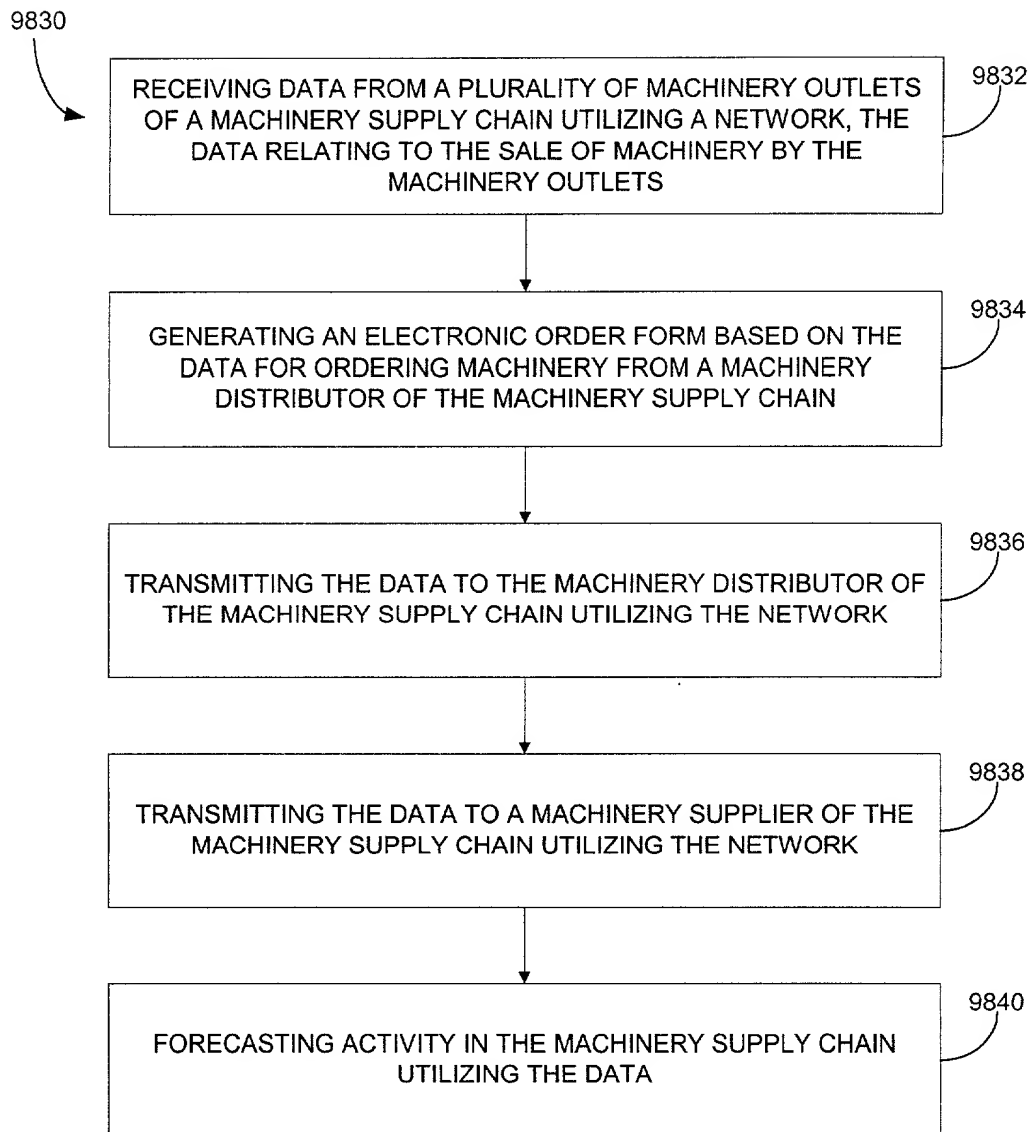 9830
9832
RECEIVING DATA FROM A PLURALITY OF MACHINERY OUTLETS
OF A MACHINERY SUPPLY CHAIN UTILIZING A NETWORK, THE
DATA RELATING TO THE SALE OF MACHINERY BY THE
MACHINERY OUTLETS
9834
GENERATING AN ELECTRONIC ORDER FORM BASED ON THE
DATA FOR ORDERING MACHINERY FROM A MACHINERY
DISTRIBUTOR OF THE MACHINERY SUPPLY CHAIN
9836
TRANSMITTING THE DATA TO THE MACHINERY DISTRIBUTOR OF
THE MACHINERY SUPPLY CHAIN UTILIZING THE NETWORK
9838
TRANSMITTING THE DATA TO A MACHINERY SUPPLIER OF THE
MACHINERY SUPPLY CHAIN UTILIZING THE NETWORK
9840
FORECASTING ACTIVITY IN THE MACHINERY SUPPLY CHAIN
UTILIZING THE DATA